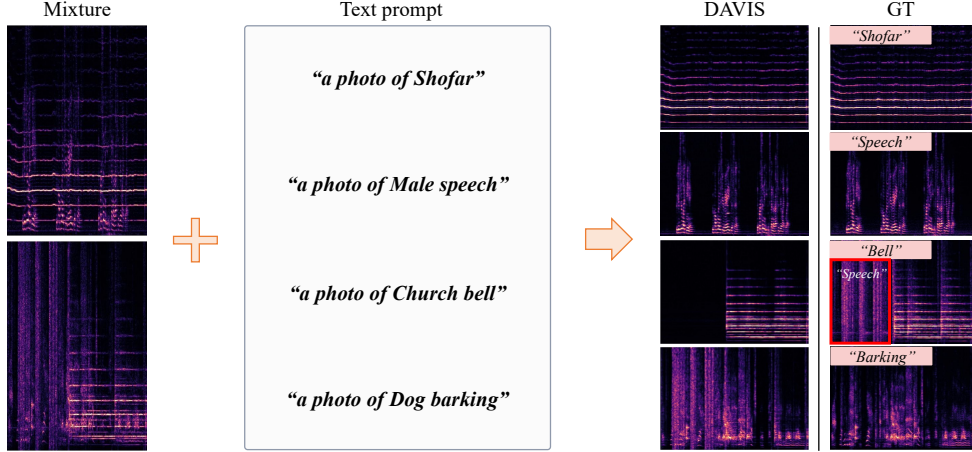 Mixture
Text prompt
DAVIS
GT
“a photo of Shofar”
“a photo of Male speech”
“a photo of Church bell”
“a photo of Dog barking”
“Shofar”
“Speech”
“Bell”
“Speech”
“Barking”